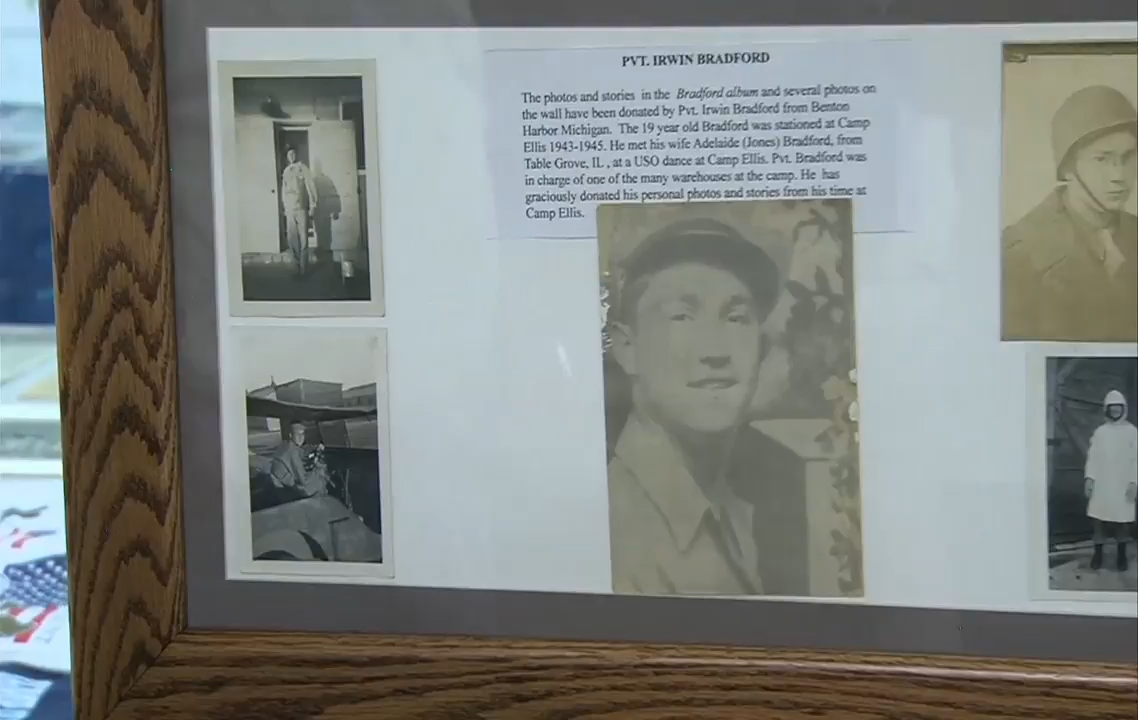 PVT. IRWIN BRADFORD
The photos and stories in the Bradford album and several photos on
the wall have been donated by Pvt. Irwin Bradford from Benton
Harbor Michigan. The 19 year old Bradford was stationed at Camp
Ellis 1943-1945. He met his wife Adelaide (Jones) Bradford, from
Table Grove, IL , at a USO dance at Camp Ellis. Pvt. Bradford was
in charge of one of the many warehouses at the camp. He has
graciously donated his personal photos and stories from his time at
Camp Ellis.